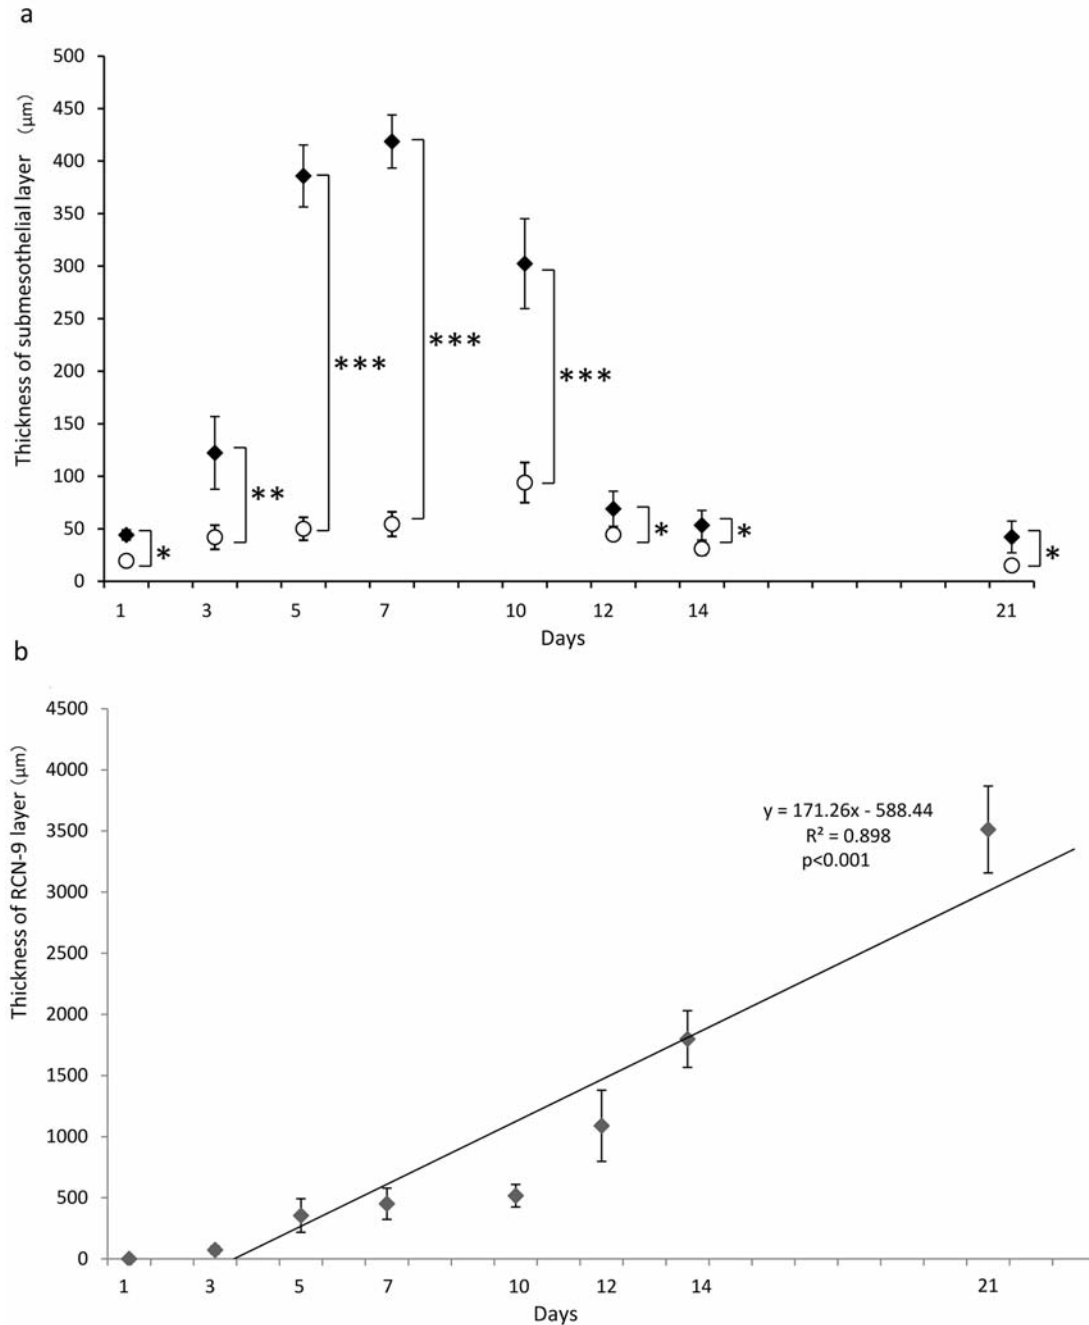 a
Thickness of submesothelial layer (μm)
500
450
400
350
300
250
200
150
100
50
0
*
**
***
***
***
*
*
*
1 3 5 7 10 12 14 21
Days
b
Thickness of RCN-9 layer (μm)
4500
4000
3500
3000
2500
2000
1500
1000
500
0
y = 171.26x - 588.44
R² = 0.898
p<0.001
1 3 5 7 10 12 14 21
Days